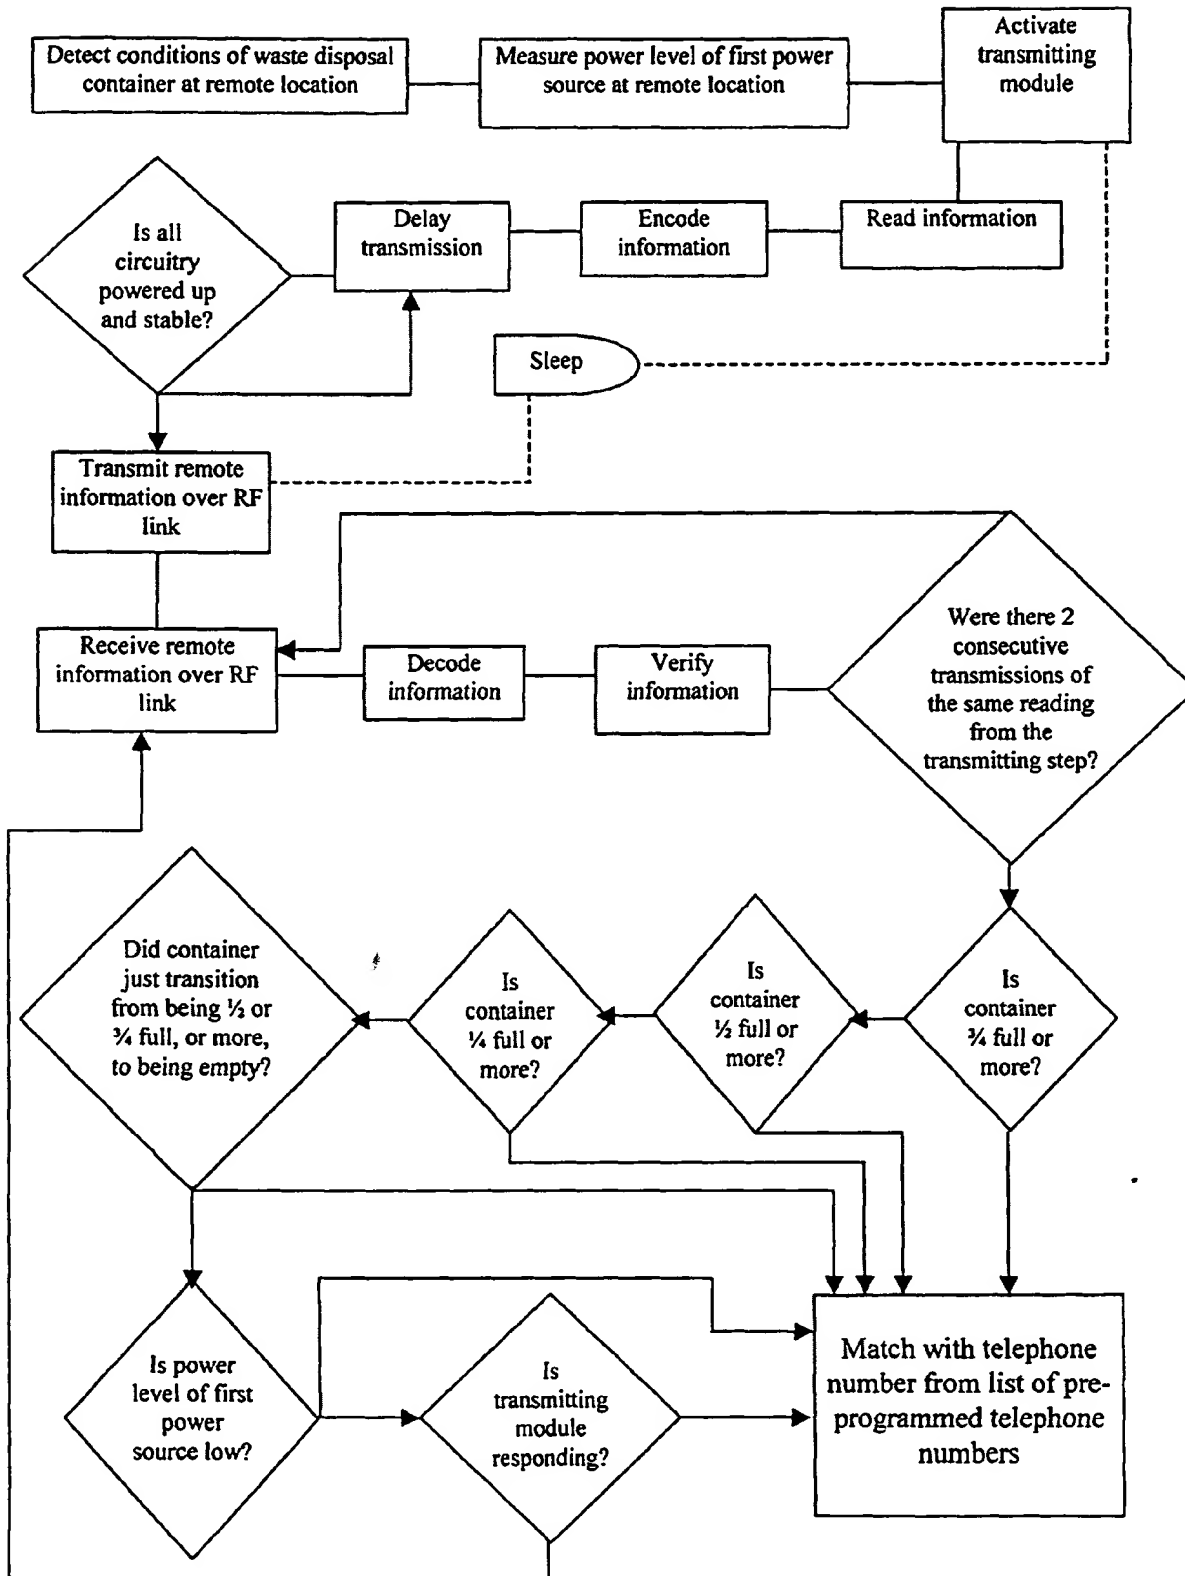 Detect conditions of waste disposal
container at remote location
Measure power level of first power
source at remote location
Activate
transmitting
module
Is all
circuitry
powered up
and stable?
Delay
transmission
Encode
information
Read information
Sleep
Transmit remote
information over RF
link
Receive remote
information over RF
link
Decode
information
Verify
information
Were there 2
consecutive
transmissions of
the same reading
from the
transmitting step?
Did container
just transition
from being ½ or
¾ full, or more,
to being empty?
Is
container
¼ full or
more?
Is
container
½ full or
more?
Is
container
¾ full or
more?
Is power
level of first
power
source low?
Is
transmitting
module
responding?
Match with telephone
number from list of pre-
programmed telephone
numbers